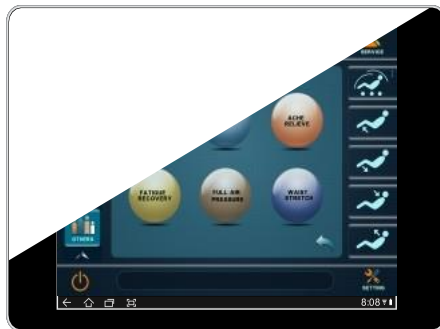 SERVICE
ACHE
RELIEVE
FATIGUE
RECOVERY
FULL AIR
PRESSURE
WAIST
STRETCH
OTHERS
SETTING
8:08